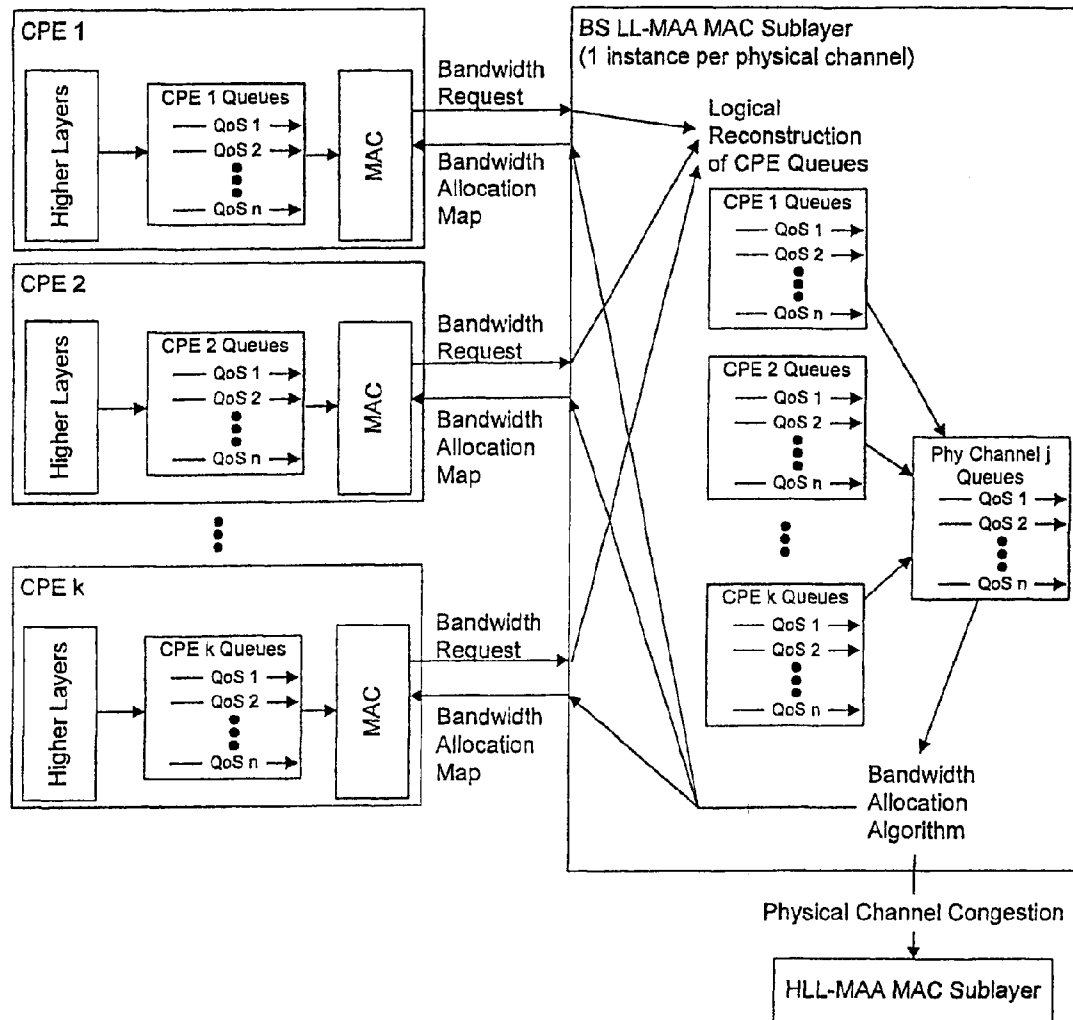 CPE 1
Higher Layers
CPE 1 Queues
QoS 1
QoS 2
QoS n
MAC
Bandwidth
Request
Bandwidth
Allocation
Map
CPE 2
Higher Layers
CPE 2 Queues
QoS 1
QoS 2
QoS n
MAC
Bandwidth
Request
Bandwidth
Allocation
Map
CPE k
Higher Layers
CPE k Queues
QoS 1
QoS 2
QoS n
MAC
Bandwidth
Request
Bandwidth
Allocation
Map
BS LL-MAA MAC Sublayer
(1 instance per physical channel)
Logical
Reconstruction
of CPE Queues
CPE 1 Queues
QoS 1
QoS 2
QoS n
CPE 2 Queues
QoS 1
QoS 2
QoS n
CPE k Queues
QoS 1
QoS 2
QoS n
Phy Channel j
Queues
QoS 1
QoS 2
QoS n
Bandwidth
Allocation
Algorithm
Physical Channel Congestion
HLL-MAA MAC Sublayer